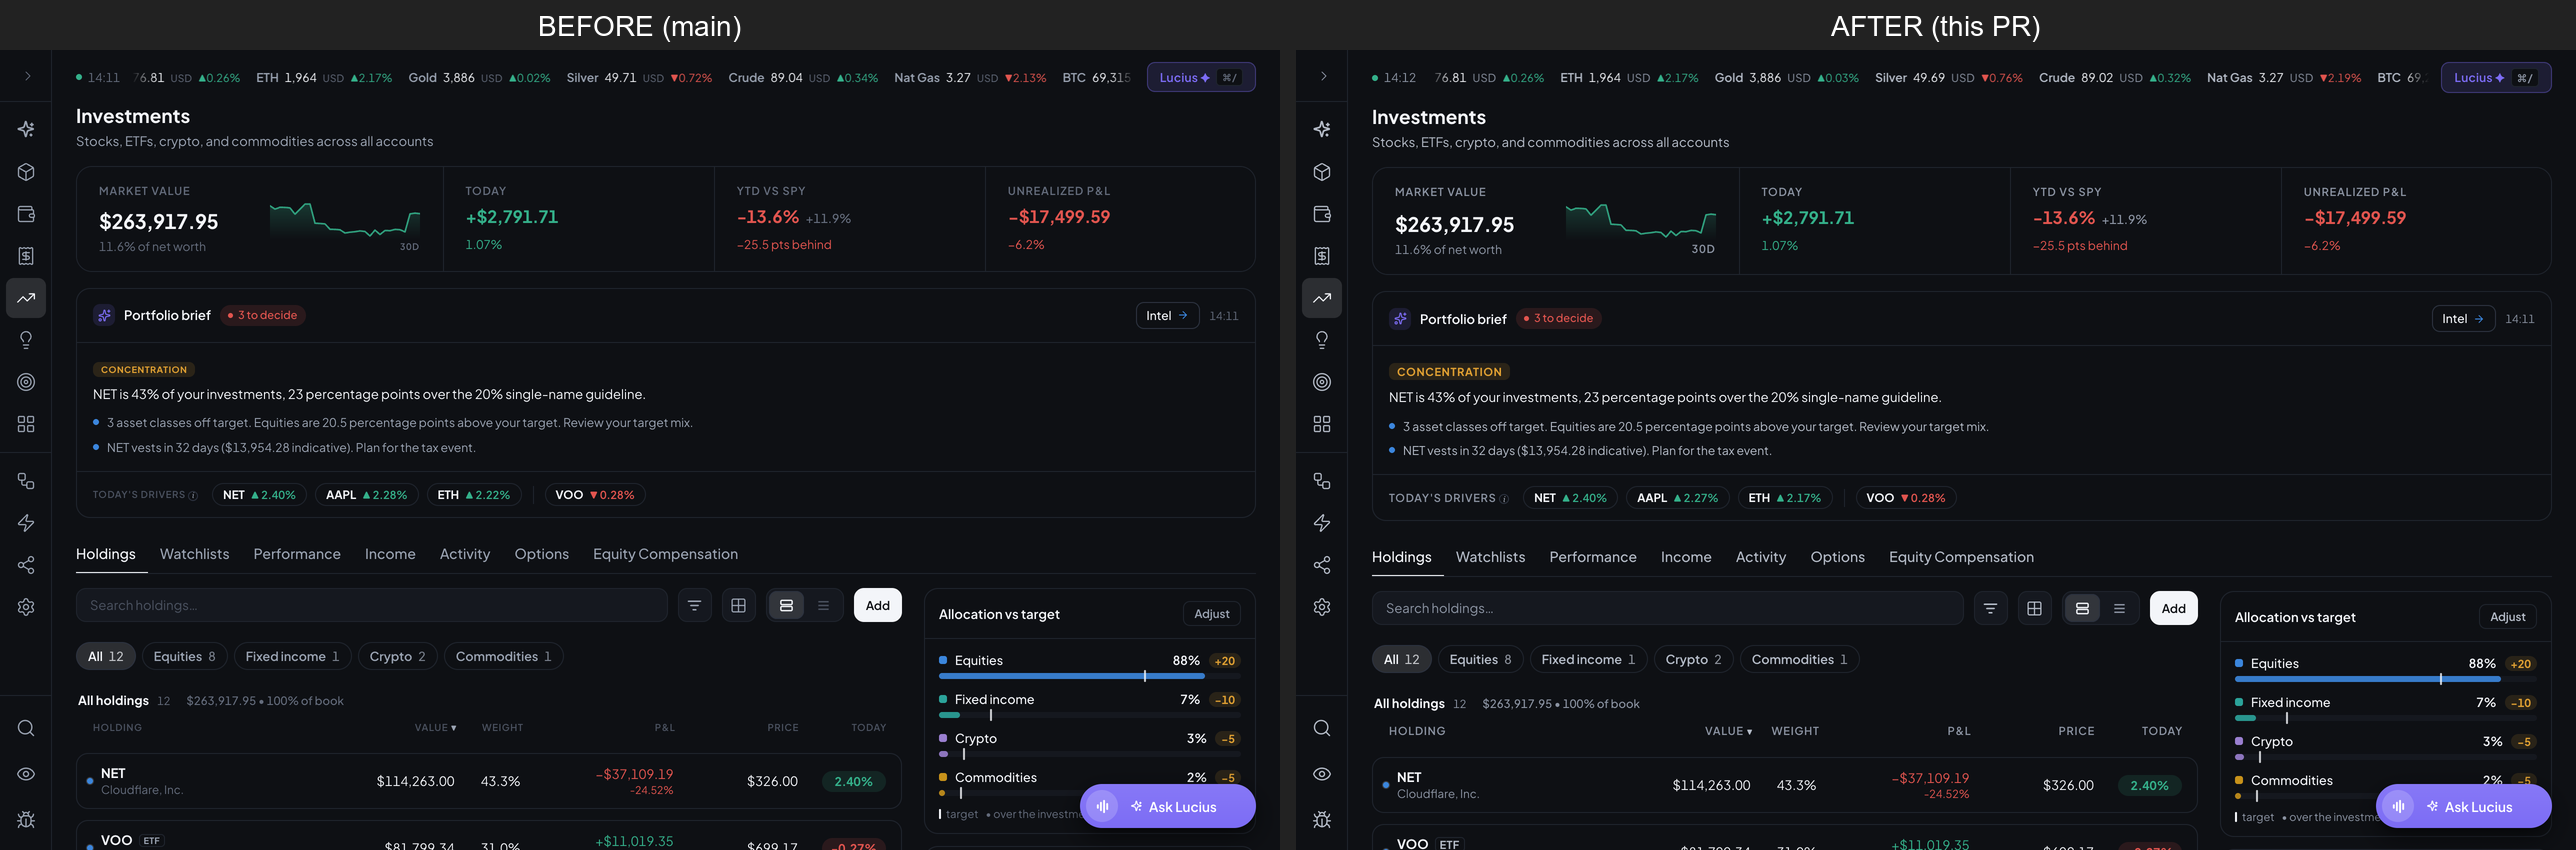 BEFORE (main)
14:11 76.81 USD ▲0.26% ETH 1,964 USD ▲2.17% Gold 3,886 USD ▲0.02% Silver 49.71 USD ▼0.72% Crude 89.04 USD ▲0.34% Nat Gas 3.27 USD ▼2.13% BTC 69,315 Lucius ⌘/
Investments
Stocks, ETFs, crypto, and commodities across all accounts
MARKET VALUE
$263,917.95
11.6% of net worth
30D
TODAY
+$2,791.71
1.07%
YTD VS SPY
-13.6% +11.9%
-25.5 pts behind
UNREALIZED P&L
-$17,499.59
-6.2%
Portfolio brief • 3 to decide Intel → 14:11
CONCENTRATION
NET is 43% of your investments, 23 percentage points over the 20% single-name guideline.
• 3 asset classes off target. Equities are 20.5 percentage points above your target. Review your target mix.
• NET vests in 32 days ($13,954.28 indicative). Plan for the tax event.
TODAY'S DRIVERS NET ▲2.40% AAPL ▲2.28% ETH ▲2.22% VOO ▼0.28%
Holdings Watchlists Performance Income Activity Options Equity Compensation
Search holdings... Add
All 12 Equities 8 Fixed income 1 Crypto 2 Commodities 1
All holdings 12 $263,917.95 • 100% of book
HOLDING VALUE ▾ WEIGHT P&L PRICE TODAY
NET $114,263.00 43.3% -$37,109.19 $326.00 2.40%
Cloudflare, Inc. -24.52%
VOO ETF $81,799.34 31.0% +$11,019.35 $699.17 -0.27%
Allocation vs target Adjust
Equities 88% +20
Fixed income 7% -10
Crypto 3% -5
Commodities 2% -5
target • over the investme
Ask Lucius
AFTER (this PR)
14:12 76.81 USD ▲0.26% ETH 1,964 USD ▲2.17% Gold 3,886 USD ▲0.03% Silver 49.69 USD ▼0.76% Crude 89.02 USD ▲0.32% Nat Gas 3.27 USD ▼2.19% BTC 69, Lucius ⌘/
Investments
Stocks, ETFs, crypto, and commodities across all accounts
MARKET VALUE
$263,917.95
11.6% of net worth
30D
TODAY
+$2,791.71
1.07%
YTD VS SPY
-13.6% +11.9%
-25.5 pts behind
UNREALIZED P&L
-$17,499.59
-6.2%
Portfolio brief • 3 to decide Intel → 14:12
CONCENTRATION
NET is 43% of your investments, 23 percentage points over the 20% single-name guideline.
• 3 asset classes off target. Equities are 20.5 percentage points above your target. Review your target mix.
• NET vests in 32 days ($13,954.28 indicative). Plan for the tax event.
TODAY'S DRIVERS NET ▲2.40% AAPL ▲2.27% ETH ▲2.17% VOO ▼0.28%
Holdings Watchlists Performance Income Activity Options Equity Compensation
Search holdings... Add
All 12 Equities 8 Fixed income 1 Crypto 2 Commodities 1
All holdings 12 $263,917.95 • 100% of book
HOLDING VALUE ▾ WEIGHT P&L PRICE TODAY
NET $114,263.00 43.3% -$37,109.19 $326.00 2.40%
Cloudflare, Inc. -24.52%
VOO ETF +$11,019.35
Allocation vs target Adjust
Equities 88% +20
Fixed income 7% -10
Crypto 3% -5
Commodities 2% -5
target • over the investme
Ask Lucius